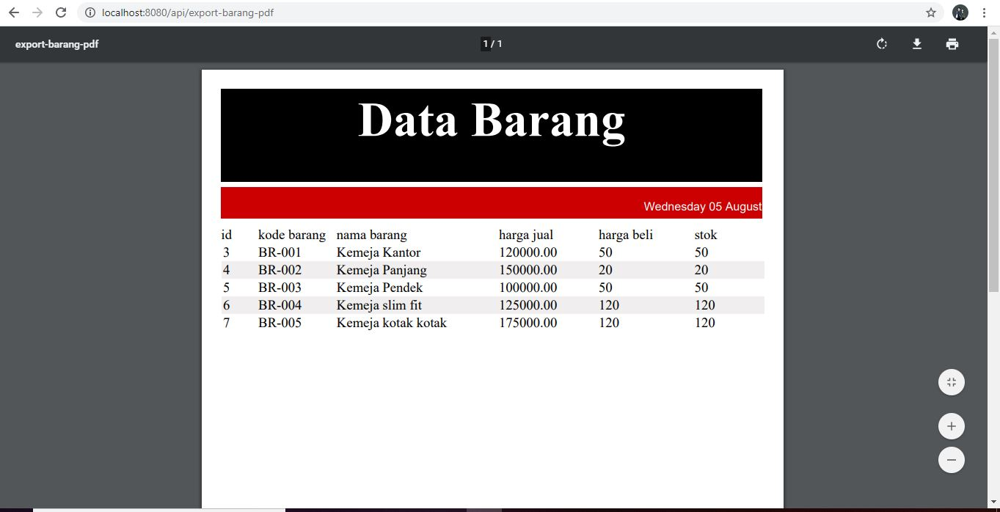 localhost:8080/api/export-barang-pdf
export-barang-pdf
1 / 1
Data Barang
Wednesday 05 August
id kode barang nama barang harga jual harga beli stok
3 BR-001 Kemeja Kantor 120000.00 50 50
4 BR-002 Kemeja Panjang 150000.00 20 20
5 BR-003 Kemeja Pendek 100000.00 50 50
6 BR-004 Kemeja slim fit 125000.00 120 120
7 BR-005 Kemeja kotak kotak 175000.00 120 120